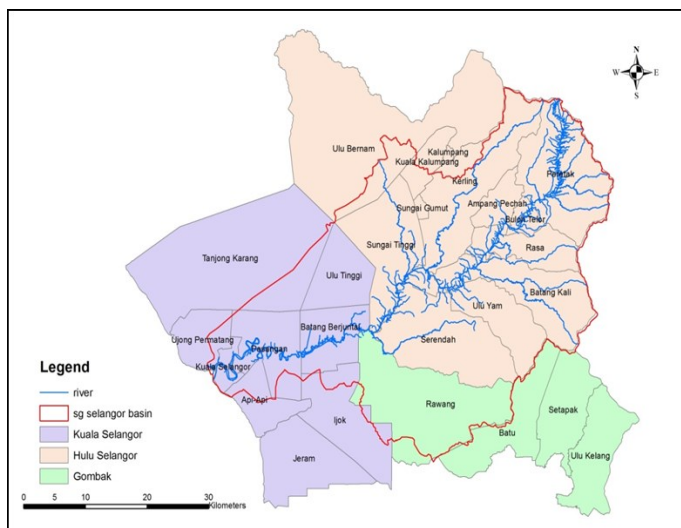 N
W E
S
Ulu Bernam
Kalumpang
Kuala Kalumpang
Kerling
Peretak
Sungai Gumut
Ampang Pechah
Buloh Telor
Sungai Tinggi
Rasa
Tanjong Karang
Ulu Tinggi
Batang Kali
Ulu Yam
Batang Berjuntai
Ujong Permatang
Pasangan
Serendah
Kuala Selangor
Api-Api
Ijok
Rawang
Setapak
Batu
Ulu Kelang
Jeram
Legend
river
sg selangor basin
Kuala Selangor
Hulu Selangor
Gombak
0 5 10 20 30
Kilometers